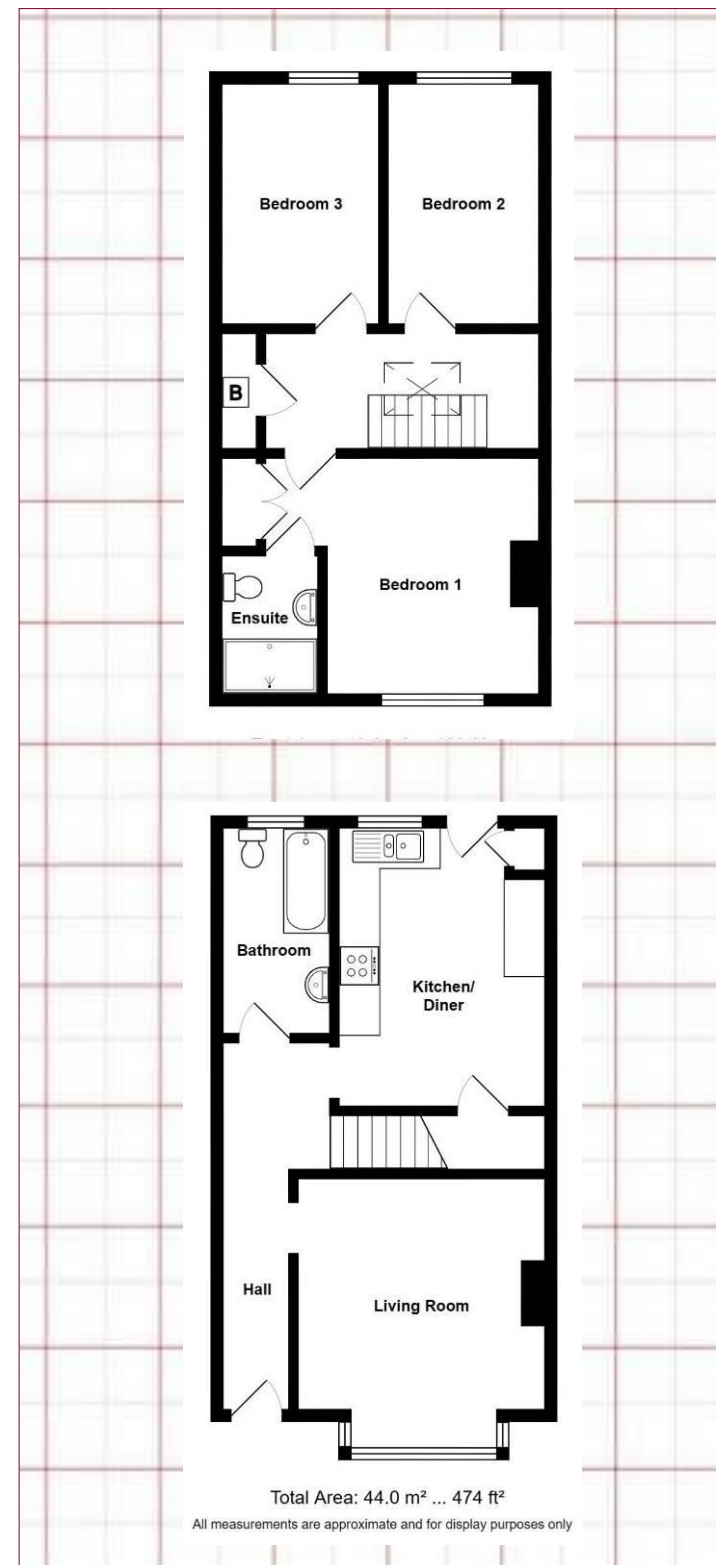 Bedroom 3
Bedroom 2
B
Bedroom 1
Ensuite
Bathroom
Kitchen/
Diner
Hall
Living Room
Total Area: 44.0 m² ... 474 ft²
All measurements are approximate and for display purposes only